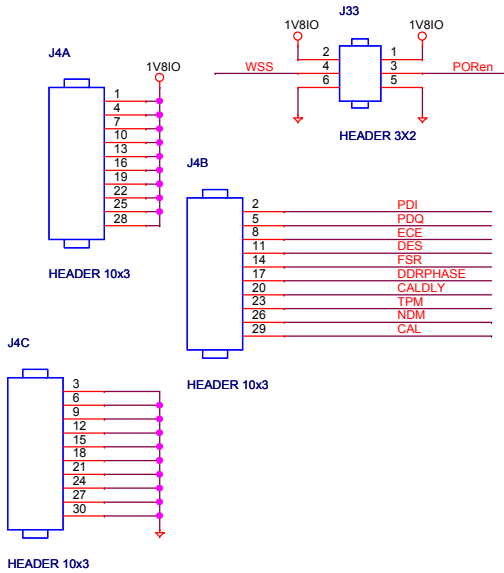 J33
1V8IO
1V8IO
2
1
WSS
4
3
PORen
6
5
HEADER 3X2
J4A
1V8IO
1
4
7
10
13
16
19
22
25
28
HEADER 10x3
J4B
2 PDI
5 PDQ
8 ECE
11 DES
14 FSR
17 DDRPHASE
20 CALDLY
23 TPM
26 NDM
29 CAL
HEADER 10x3
J4C
3
6
9
12
15
18
21
24
27
30
HEADER 10x3